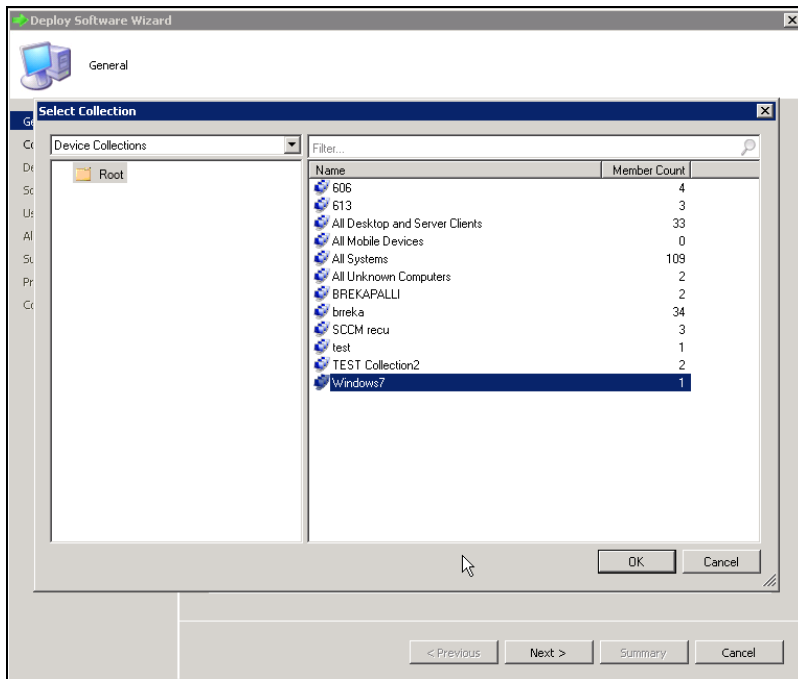 Deploy Software Wizard
General
Select Collection
Device Collections
Root
Filter...
Name Member Count
606 4
613 3
All Desktop and Server Clients 33
All Mobile Devices 0
All Systems 109
All Unknown Computers 2
BREKAPALLI 2
brreka 34
SCCM recu 3
test 1
TEST Collection2 2
Windows7 1
OK Cancel
< Previous Next > Summary Cancel